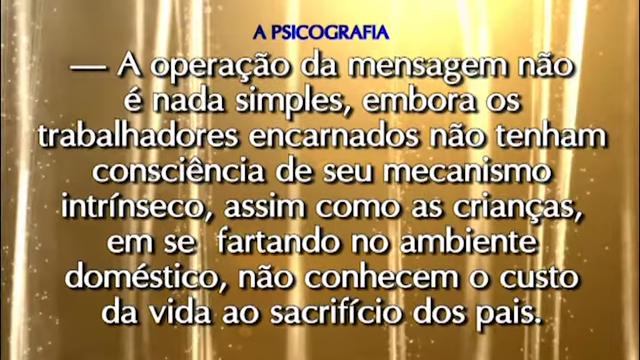 A PSICOGRAFIA
— A operação da mensagem não
é nada simples, embora os
trabalhadores encarnados não tenham
consciência de seu mecanismo
intrínseco, assim como as crianças,
em se fartando no ambiente
doméstico, não conhecem o custo
da vida ao sacrifício dos pais.